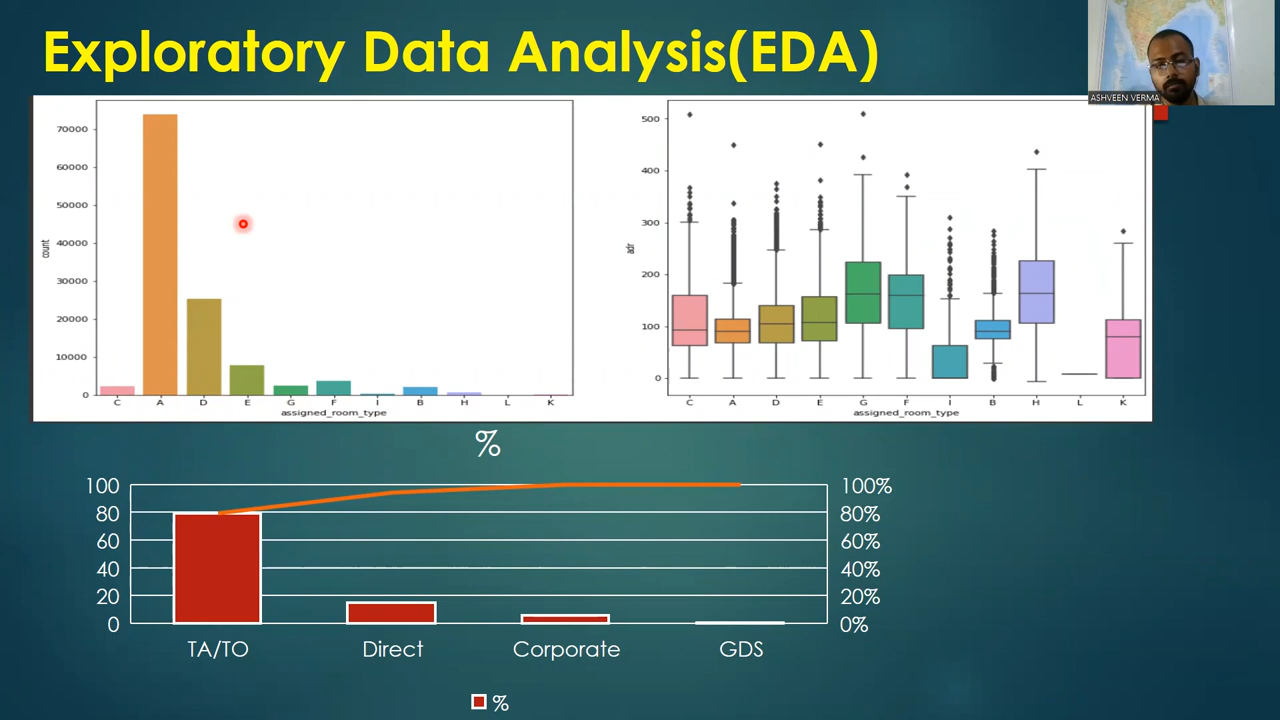 Exploratory Data Analysis(EDA)
ASHVEEN VERMA
70000
60000
50000
40000
30000
20000
10000
0
count
C A D E G F I B H L K
assigned_room_type
500
400
300
200
100
0
adr
C A D E G F I B H L K
assigned_room_type
%
100 100%
80 80%
60 60%
40 40%
20 20%
0 0%
TA/TO Direct Corporate GDS
%